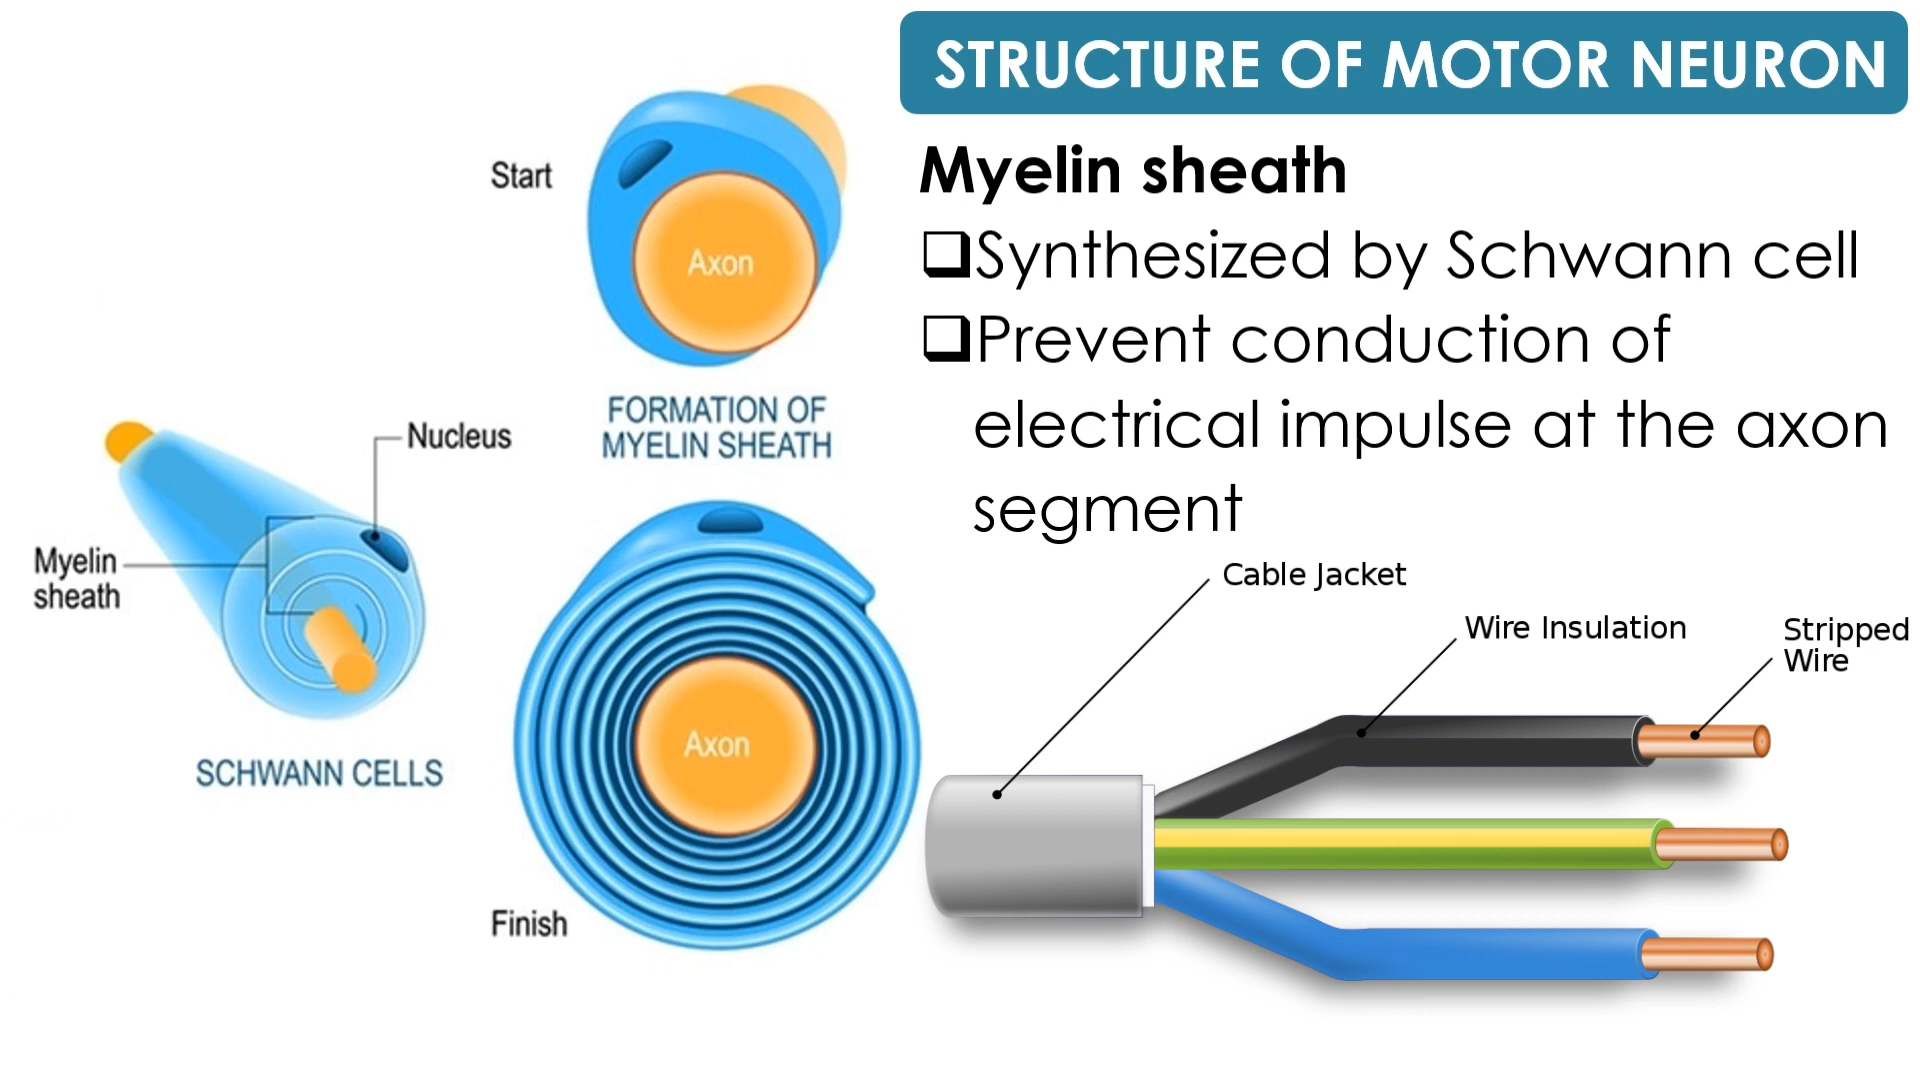 STRUCTURE OF MOTOR NEURON
Myelin sheath
❑Synthesized by Schwann cell
❑Prevent conduction of
electrical impulse at the axon
segment
Start
Axon
FORMATION OF
MYELIN SHEATH
Nucleus
Myelin
sheath
SCHWANN CELLS
Axon
Finish
Cable Jacket
Wire Insulation
Stripped
Wire